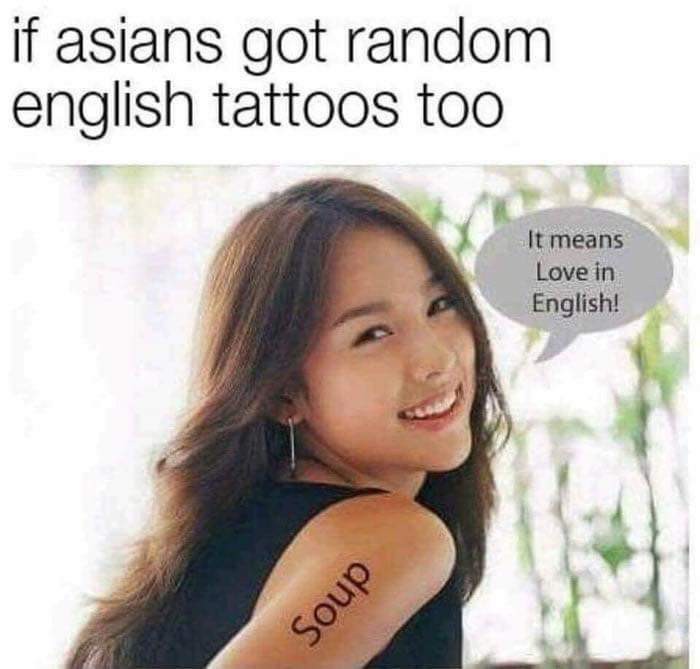 if asians got random
english tattoos too
It means
Love in
English!
Soup